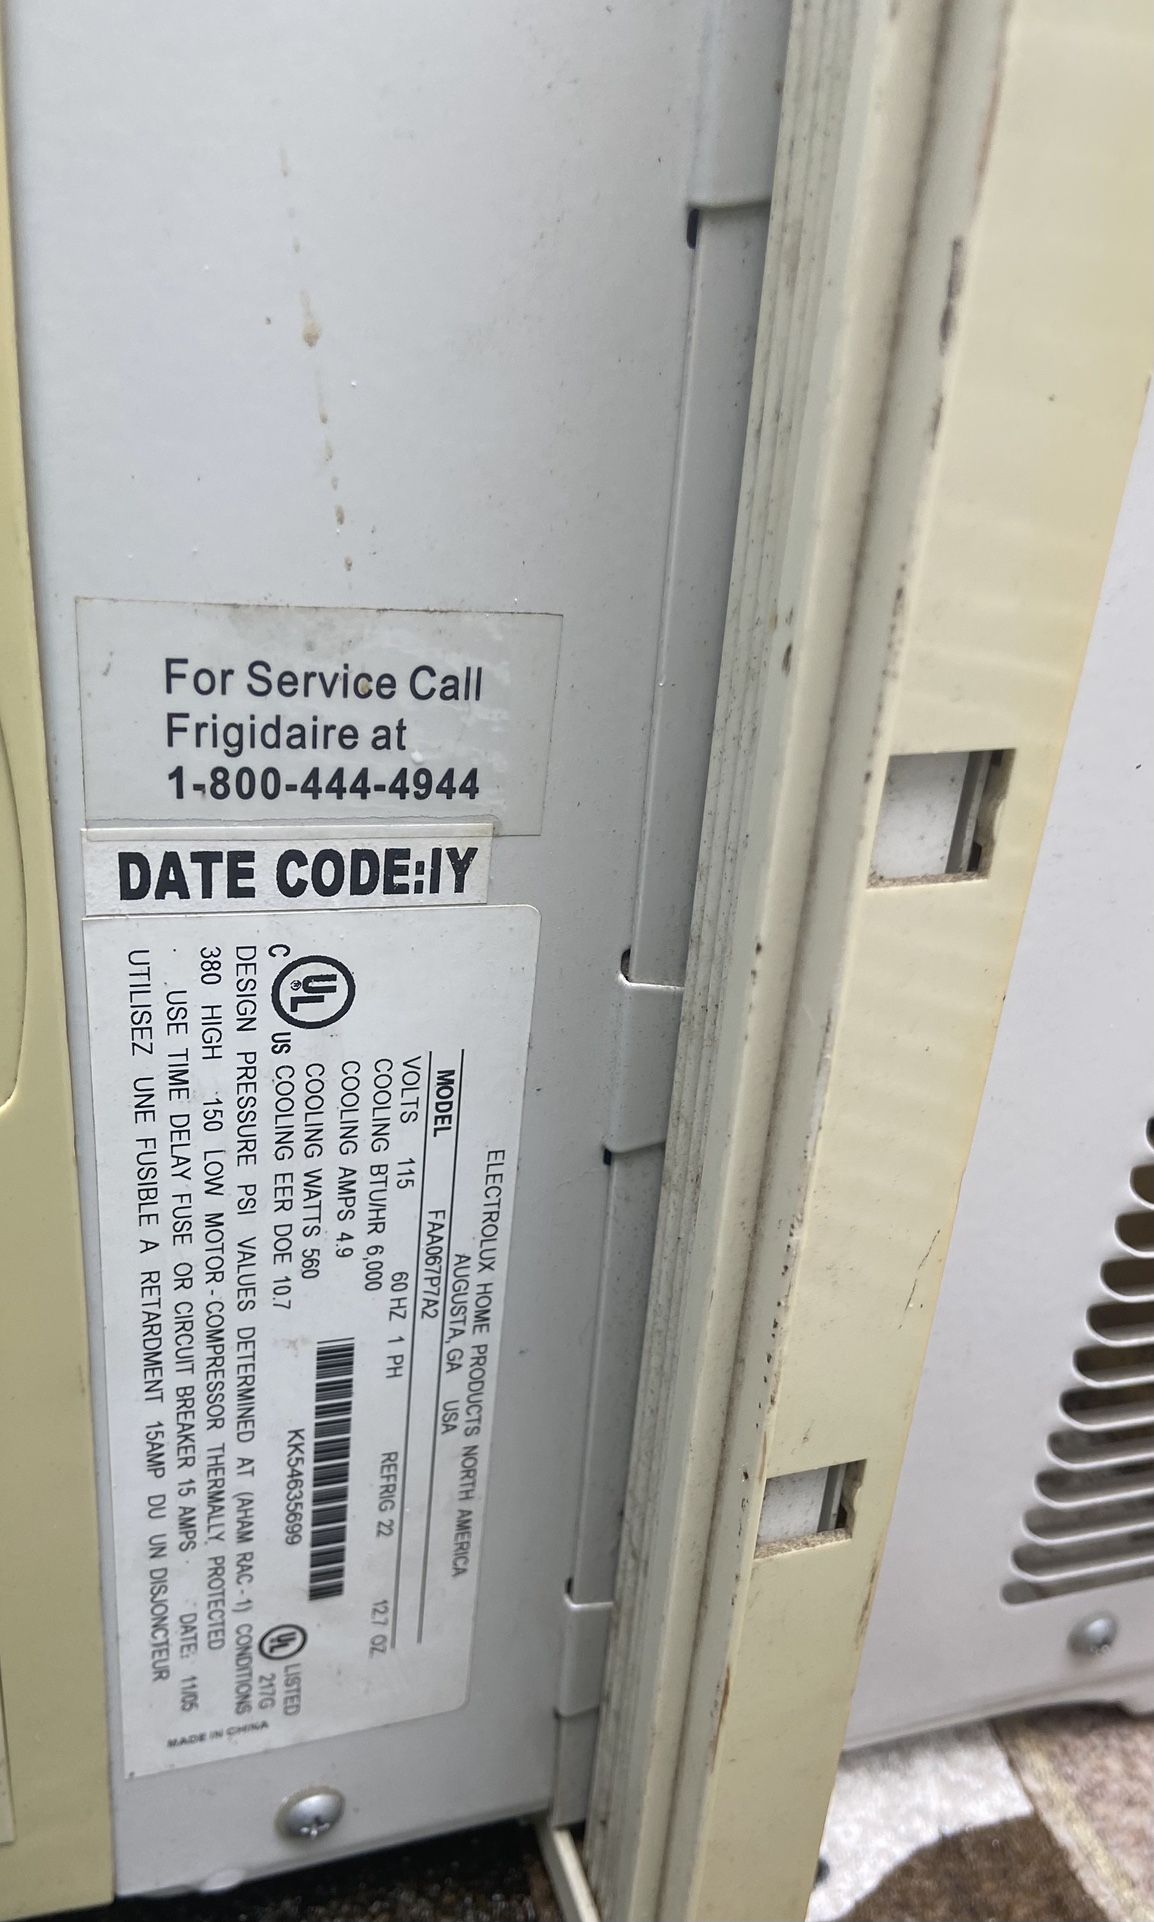 For Service Call
Frigidaire at
1-800-444-4944
DATE CODE:IY
ELECTROLUX HOME PRODUCTS NORTH AMERICA
AUGUSTA, GA USA
MODEL FAA067P7A2
VOLTS 115 60 HZ 1 PH REFRIG 22 12.7 OZ
COOLING BTU/HR 6,000
COOLING AMPS 4.9
COOLING WATTS 560
COOLING EER DOE 10.7
UL
®
C US
KK54635699
UL LISTED
217G
DESIGN PRESSURE PSI VALUES DETERMINED AT (AHAM RAC-1) CONDITIONS
380 HIGH 150 LOW MOTOR-COMPRESSOR THERMALLY PROTECTED
USE TIME DELAY FUSE OR CIRCUIT BREAKER 15 AMPS DATE: 11/05
UTILISEZ UNE FUSIBLE A RETARDMENT 15AMP DU UN DISJONCTEUR
MADE IN CHINA